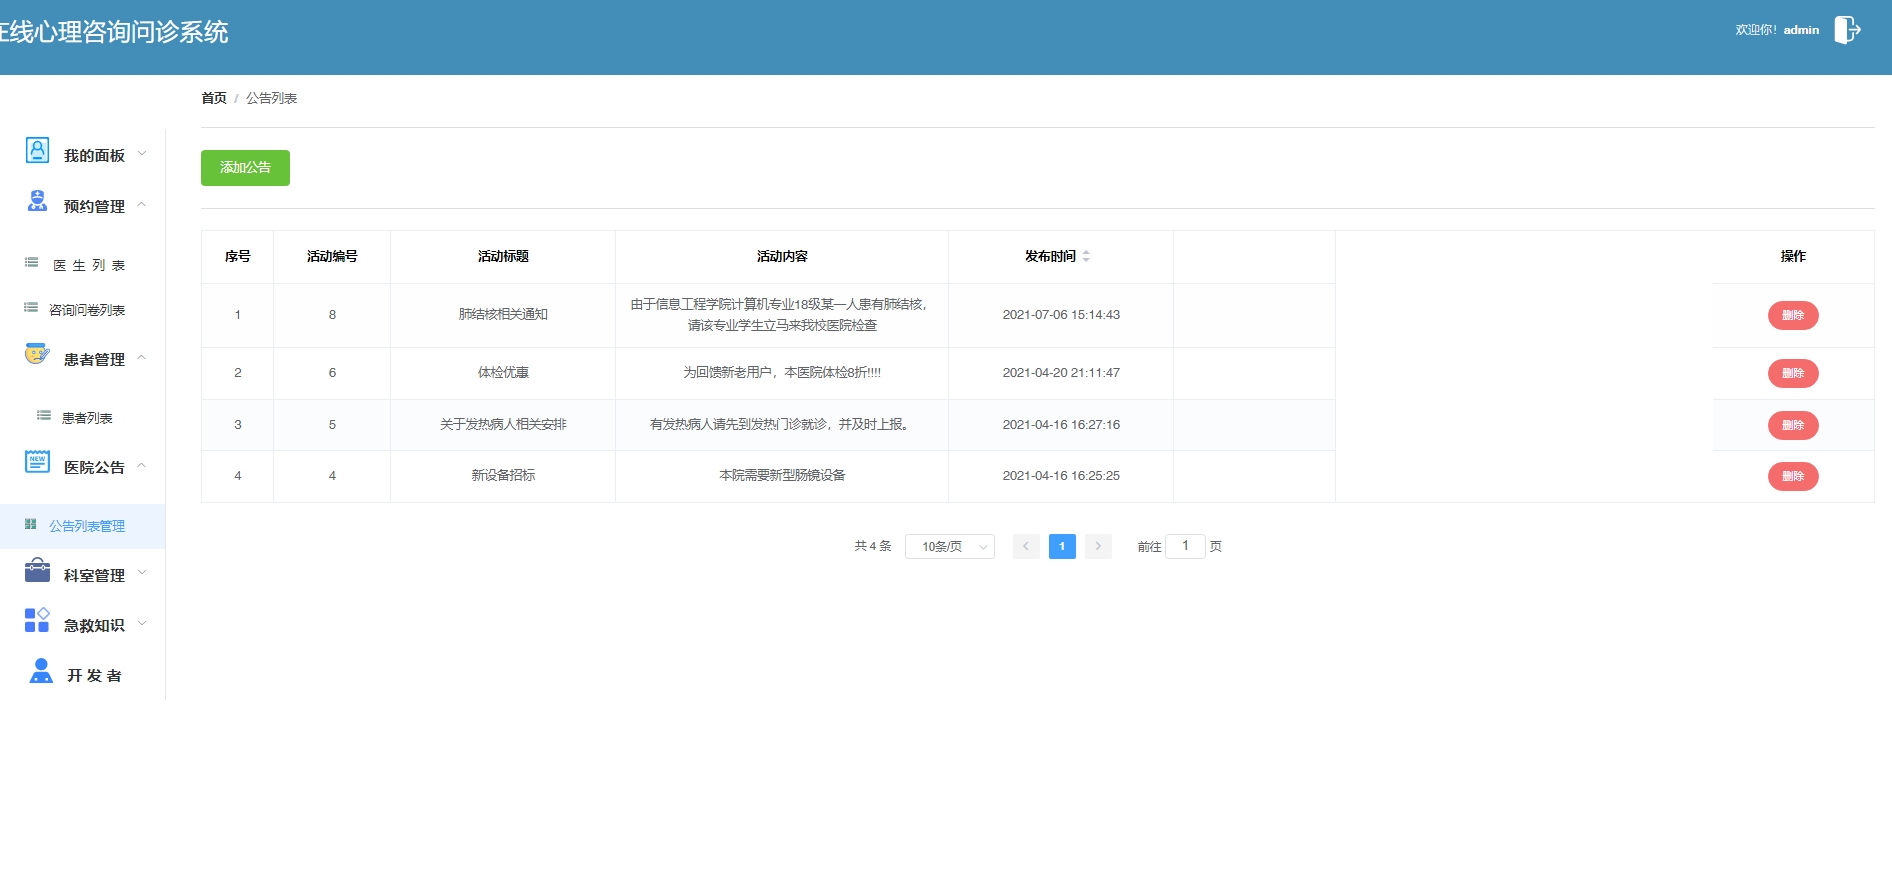 在线心理咨询问诊系统
欢迎你! admin
首页 / 公告列表
我的面板
预约管理
医 生 列 表
咨询问卷列表
患者管理
患者列表
医院公告
公告列表管理
科室管理
急救知识
开 发 者
添加公告
序号 活动编号 活动标题 活动内容 发布时间 操作
1 8 肺结核相关通知 由于信息工程学院计算机专业18级某一人患有肺结核,
请该专业学生立马来我校医院检查 2021-07-06 15:14:43 删除
2 6 体检优惠 为回馈新老用户，本医院体检8折!!!! 2021-04-20 21:11:47 删除
3 5 关于发热病人相关安排 有发热病人请先到发热门诊就诊，并及时上报。 2021-04-16 16:27:16 删除
4 4 新设备招标 本院需要新型肠镜设备 2021-04-16 16:25:25 删除
共 4 条 10条/页 1 前往 1 页